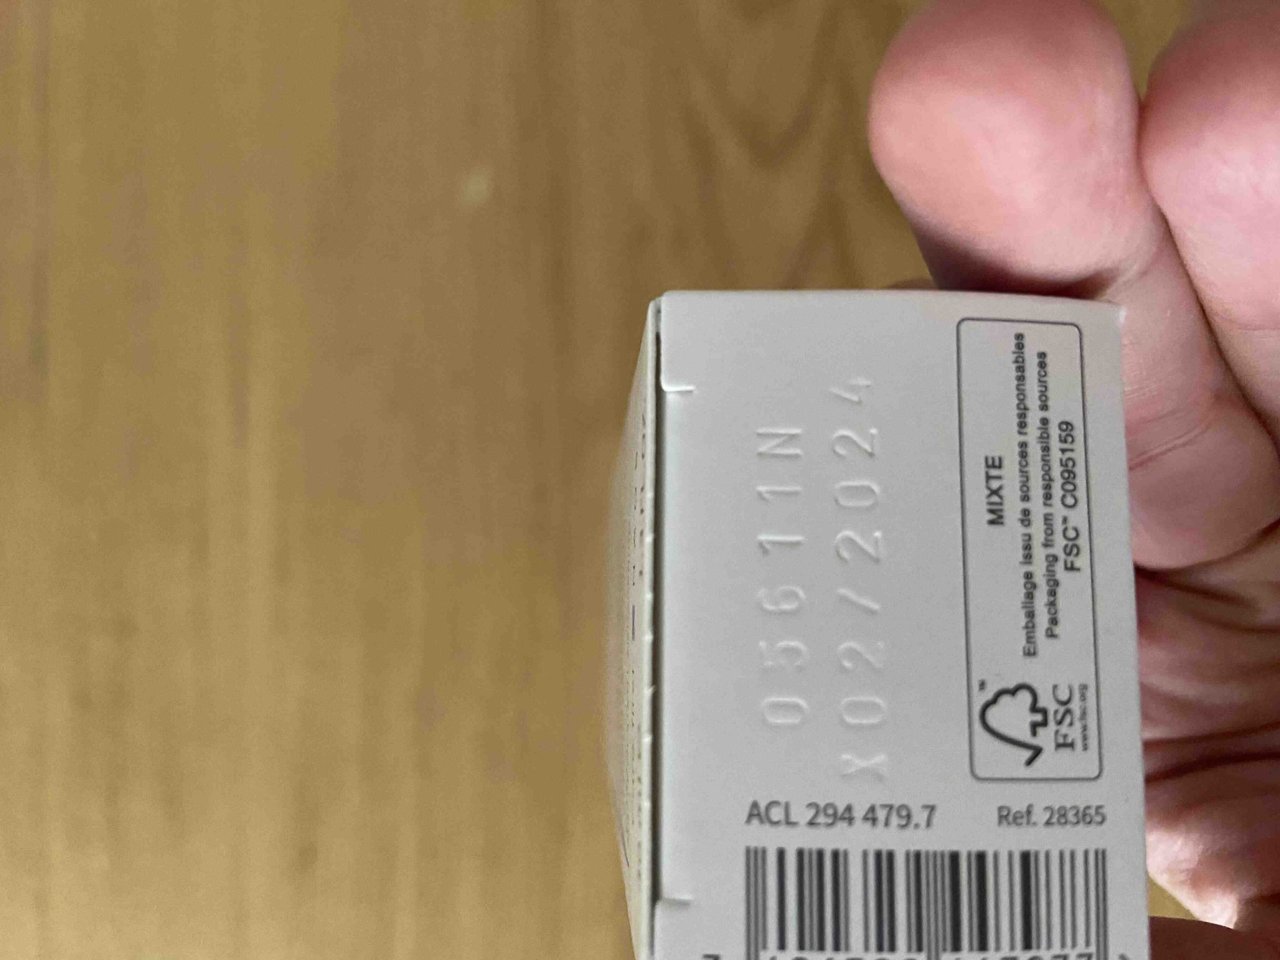 05611N
X02/2024
MIXTE
Emballage issu de sources responsables
Packaging from responsible sources
FSC™ C095159
FSC
www.fsc.org
ACL 294 479.7
Ref. 28365